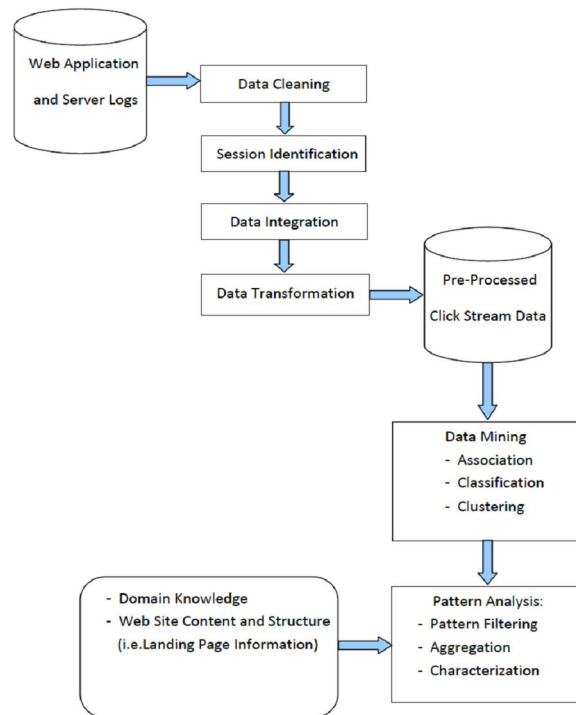 Web Application
and Server Logs
Data Cleaning
Session Identification
Data Integration
Data Transformation
Pre-Processed
Click Stream Data
Data Mining
- Association
- Classification
- Clustering
- Domain Knowledge
- Web Site Content and Structure
(i.e.Landing Page Information)
Pattern Analysis:
- Pattern Filtering
- Aggregation
- Characterization